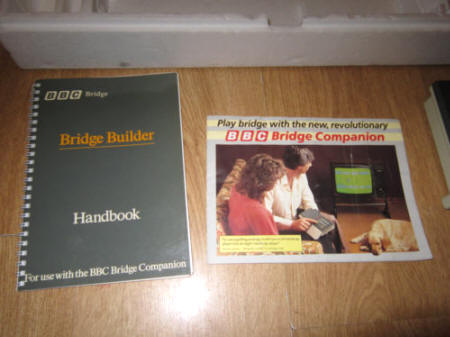 BBC Bridge
Bridge Builder
Handbook
For use with the BBC Bridge Companion
Play bridge with the new, revolutionary
BBC Bridge Companion